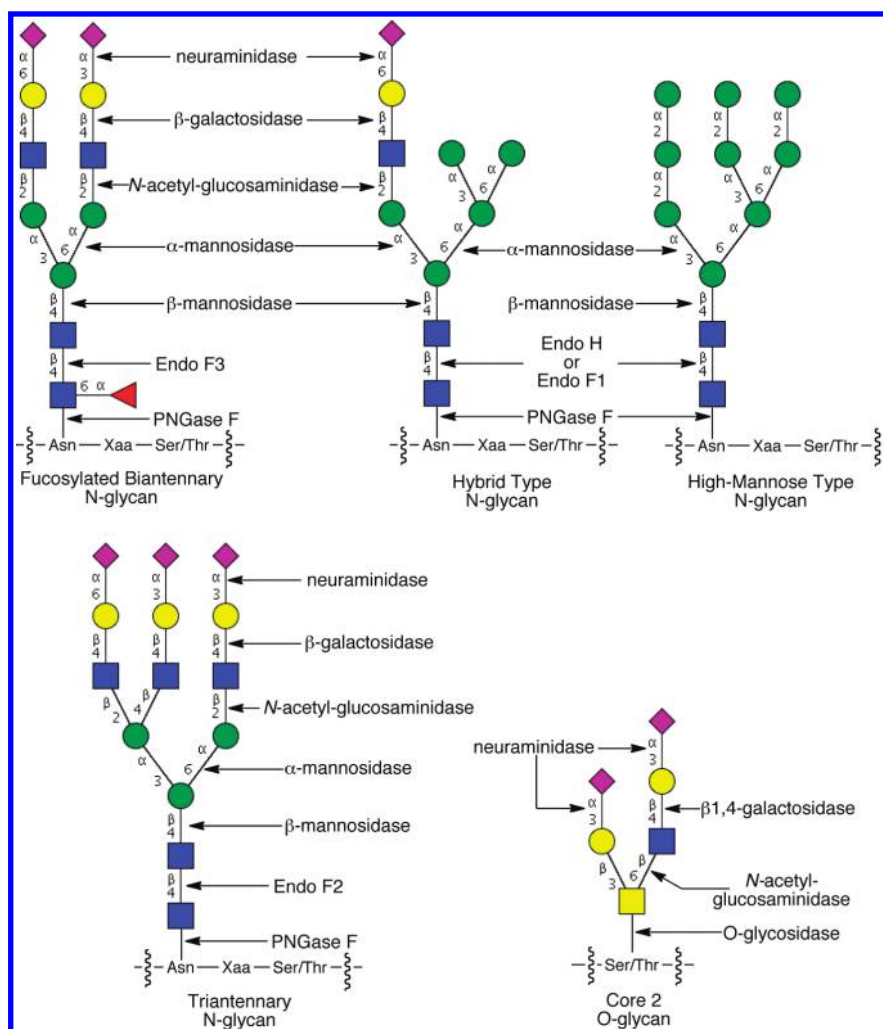 α 6
α 3
neuraminidase
α 6
β 4
β 4
β-galactosidase
β 4
α 2
α 2
α 2
β 2
β 2
N-acetyl-glucosaminidase
β 2
α 3
6 α
α 2
α 3
6 α
α 3
6 α
α-mannosidase
α 3
6 α
α-mannosidase
α 3
6 α
β 4
β-mannosidase
β 4
β-mannosidase
β 4
β 4
Endo F3
β 4
Endo H
or
Endo F1
β 4
6 α
PNGase F
PNGase F
Asn — Xaa — Ser/Thr
Asn — Xaa — Ser/Thr
Asn — Xaa — Ser/Thr
Fucosylated Biantennary
N-glycan
Hybrid Type
N-glycan
High-Mannose Type
N-glycan
α 6
α 3
α 3
neuraminidase
β 4
β 4
β 4
β-galactosidase
β 2
4 β
β 2
N-acetyl-glucosaminidase
α 3
6 α
α-mannosidase
β 4
β-mannosidase
β 4
Endo F2
PNGase F
Asn — Xaa — Ser/Thr
Triantennary
N-glycan
neuraminidase
α 3
α 3
β 4
β1,4-galactosidase
β 3
6 β
N-acetyl-
glucosaminidase
O-glycosidase
Ser/Thr
Core 2
O-glycan